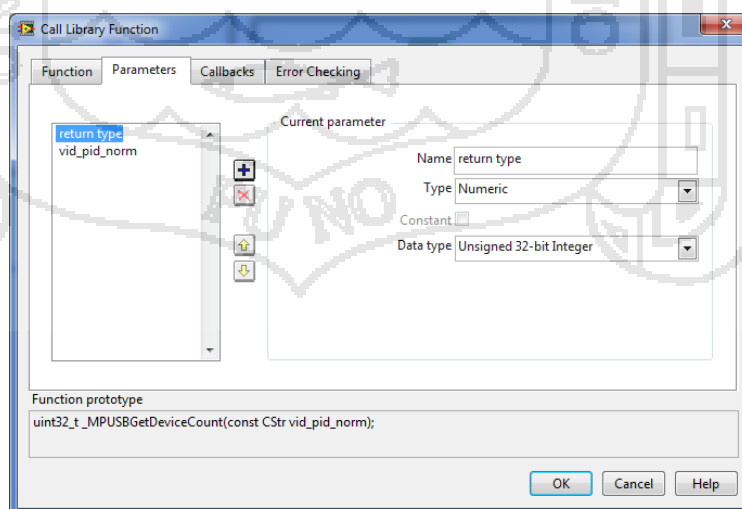 Call Library Function
Function Parameters Callbacks Error Checking
return type
vid_pid_norm
Current parameter
Name return type
Type Numeric
Constant
Data type Unsigned 32-bit Integer
Function prototype
uint32_t _MPUSBGetDeviceCount(const CStr vid_pid_norm);
OK Cancel Help